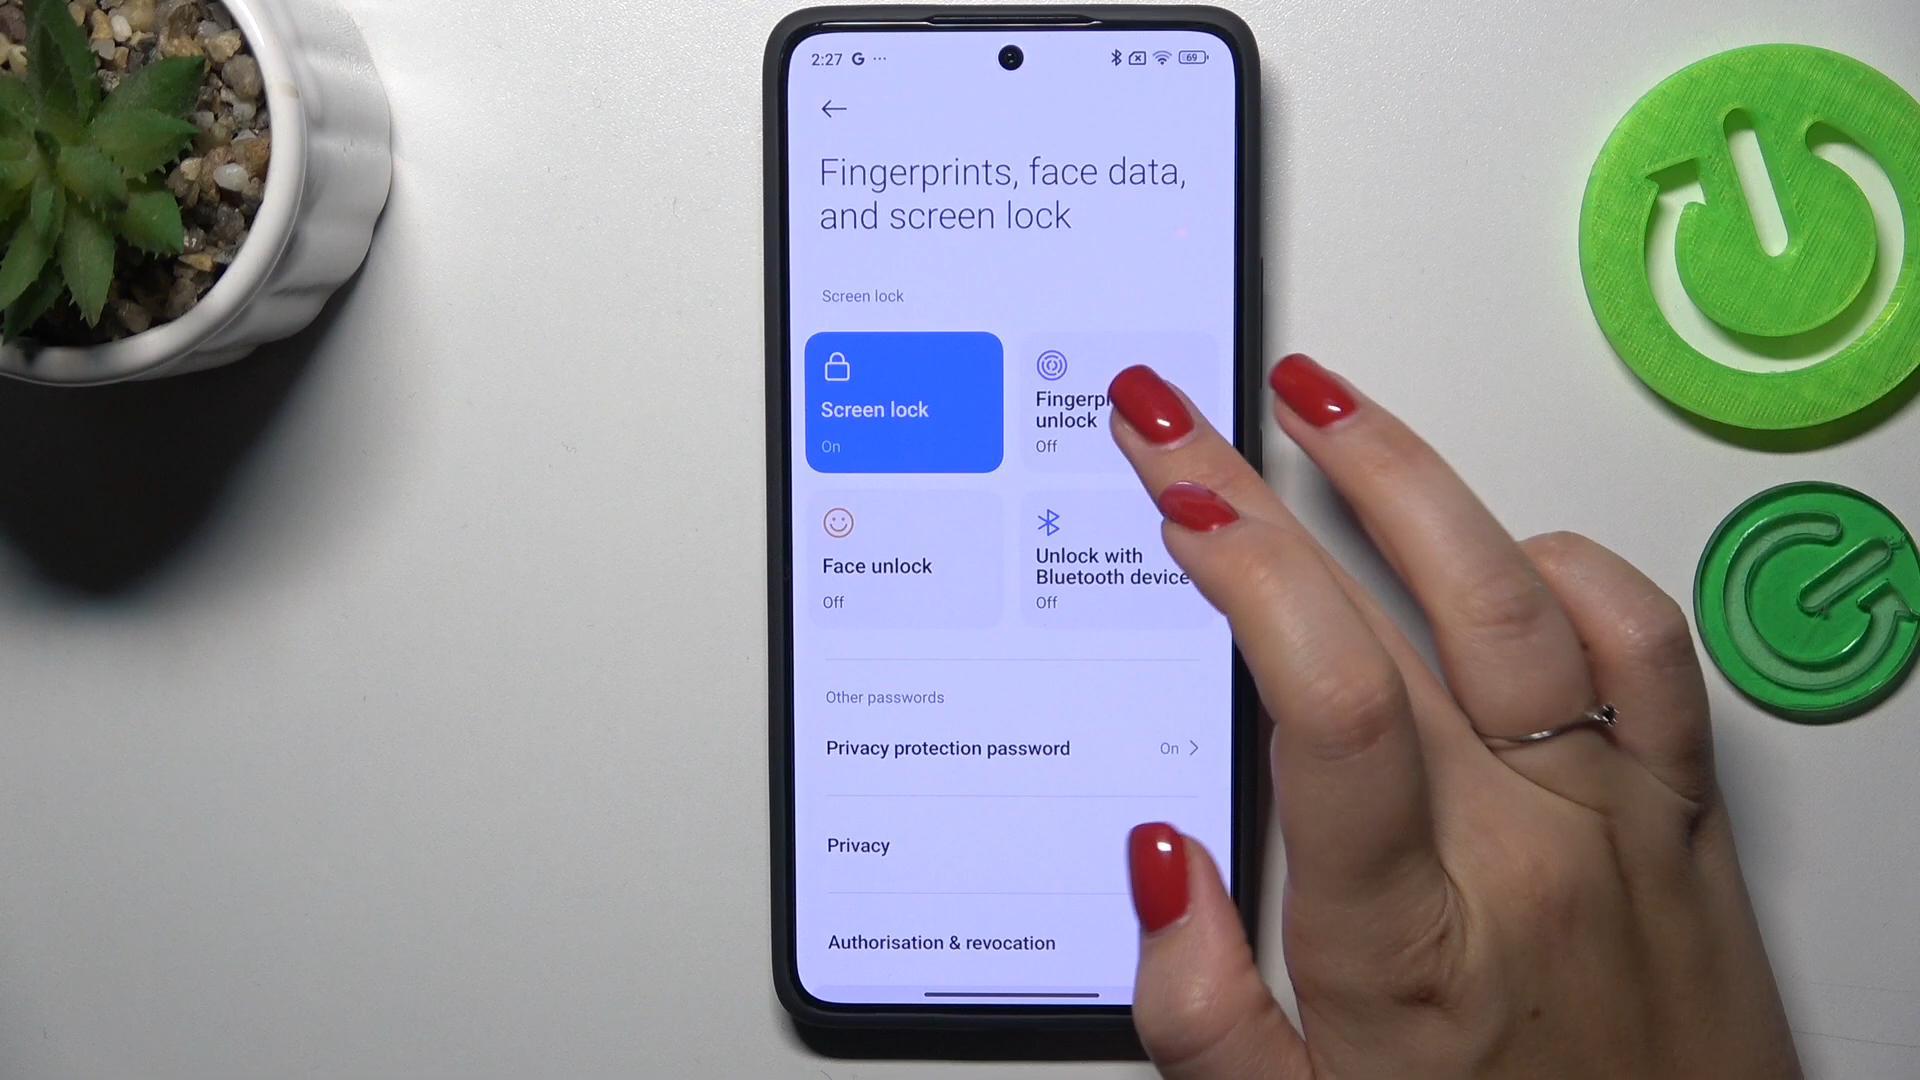 2:27 G ...
69
Fingerprints, face data,
and screen lock
Screen lock
Screen lock
On
unlock
Off
Face unlock
Off
Unlock with
Bluetooth device
Off
Other passwords
Privacy protection password
On
Privacy
Authorisation & revocation